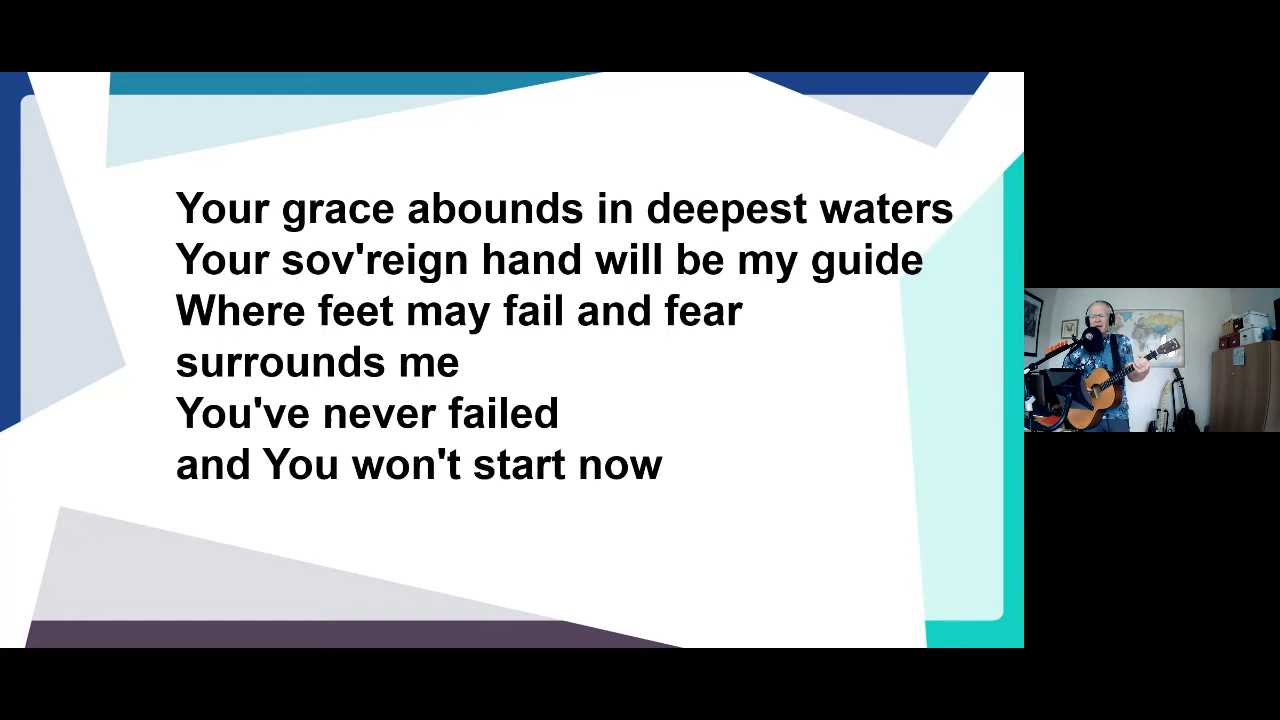 Your grace abounds in deepest waters
Your sov'reign hand will be my guide
Where feet may fail and fear
surrounds me
You've never failed
and You won't start now